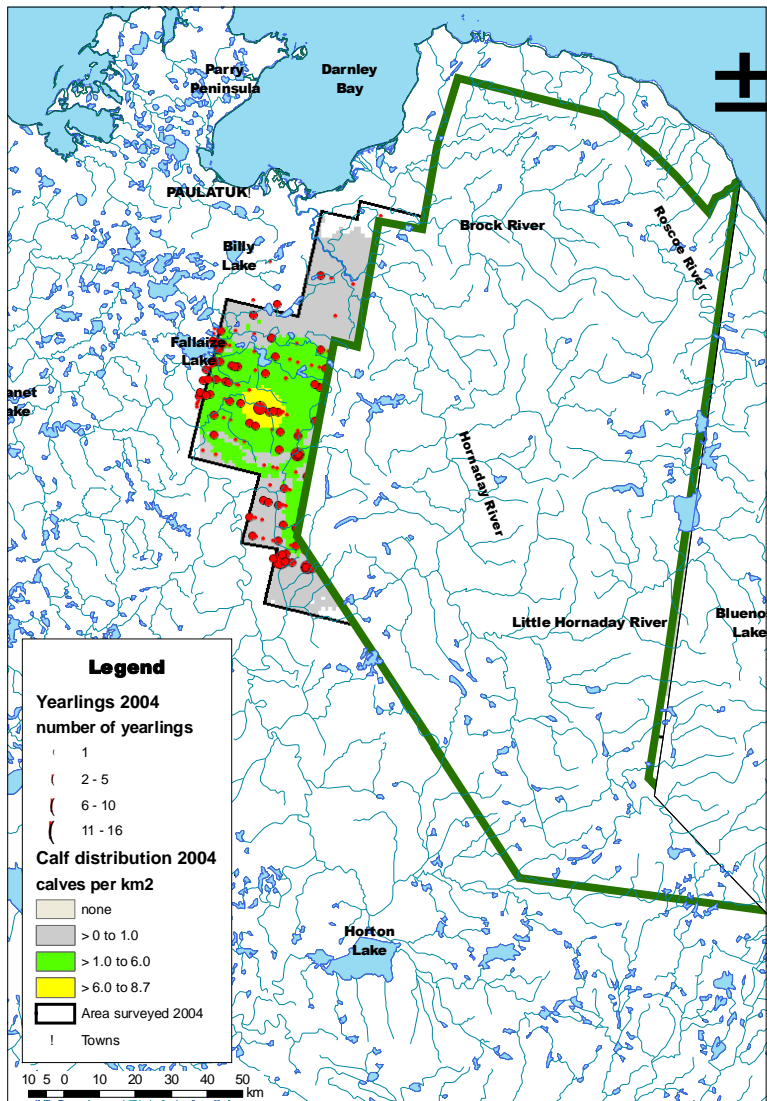 Parry
Peninsula
Darnley
Bay
PAULATUK!
Brock River
Roscoe River
Billy
Lake
Fallaize
Lake
anet
ake
Hornaday River
Little Hornaday River
Blueno
Lake
Horton
Lake
Legend
Yearlings 2004
number of yearlings
1
2 - 5
6 - 10
11 - 16
Calf distribution 2004
calves per km2
none
> 0 to 1.0
> 1.0 to 6.0
> 6.0 to 8.7
Area surveyed 2004
! Towns
10 5 0 10 20 30 40 50
km